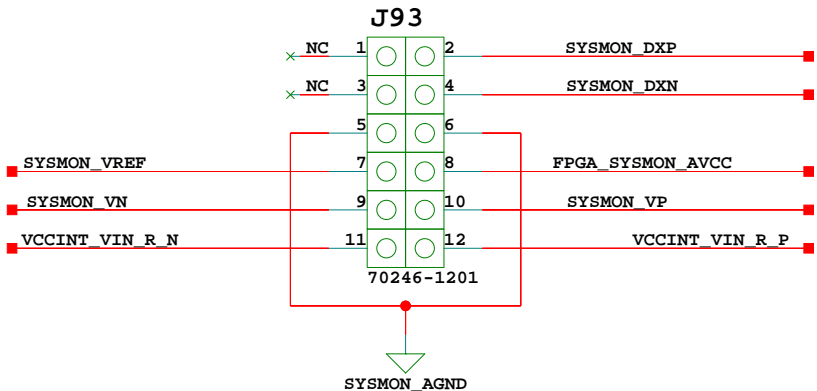 J93
NC 1 2 SYSMON_DXP
NC 3 4 SYSMON_DXN
5 6
SYSMON_VREF 7 8 FPGA_SYSMON_AVCC
SYSMON_VN 9 10 SYSMON_VP
VCCINT_VIN_R_N 11 12 VCCINT_VIN_R_P
70246-1201
SYSMON_AGND